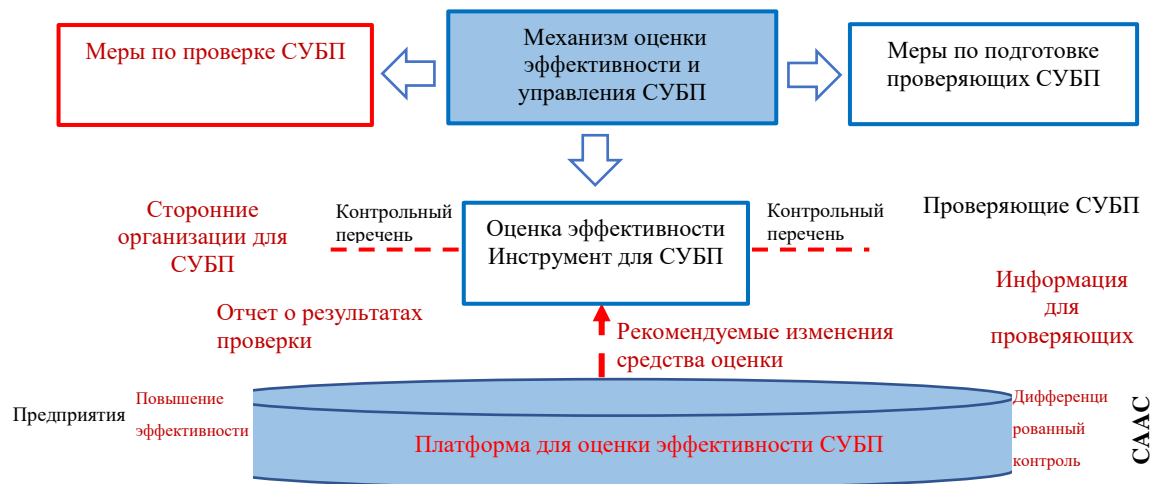 Меры по проверке СУБП
Механизм оценки
эффективности и
управления СУБП
Меры по подготовке
проверяющих СУБП
Сторонние
организации для
СУБП
Контрольный
перечень
Оценка эффективности
Инструмент для СУБП
Контрольный
перечень
Проверяющие СУБП
Отчет о результатах
проверки
Рекомендуемые изменения
средства оценки
Информация
для
проверяющих
Предприятия
Повышение
эффективности
Платформа для оценки эффективности СУБП
Дифференци
рованный
контроль
СААС